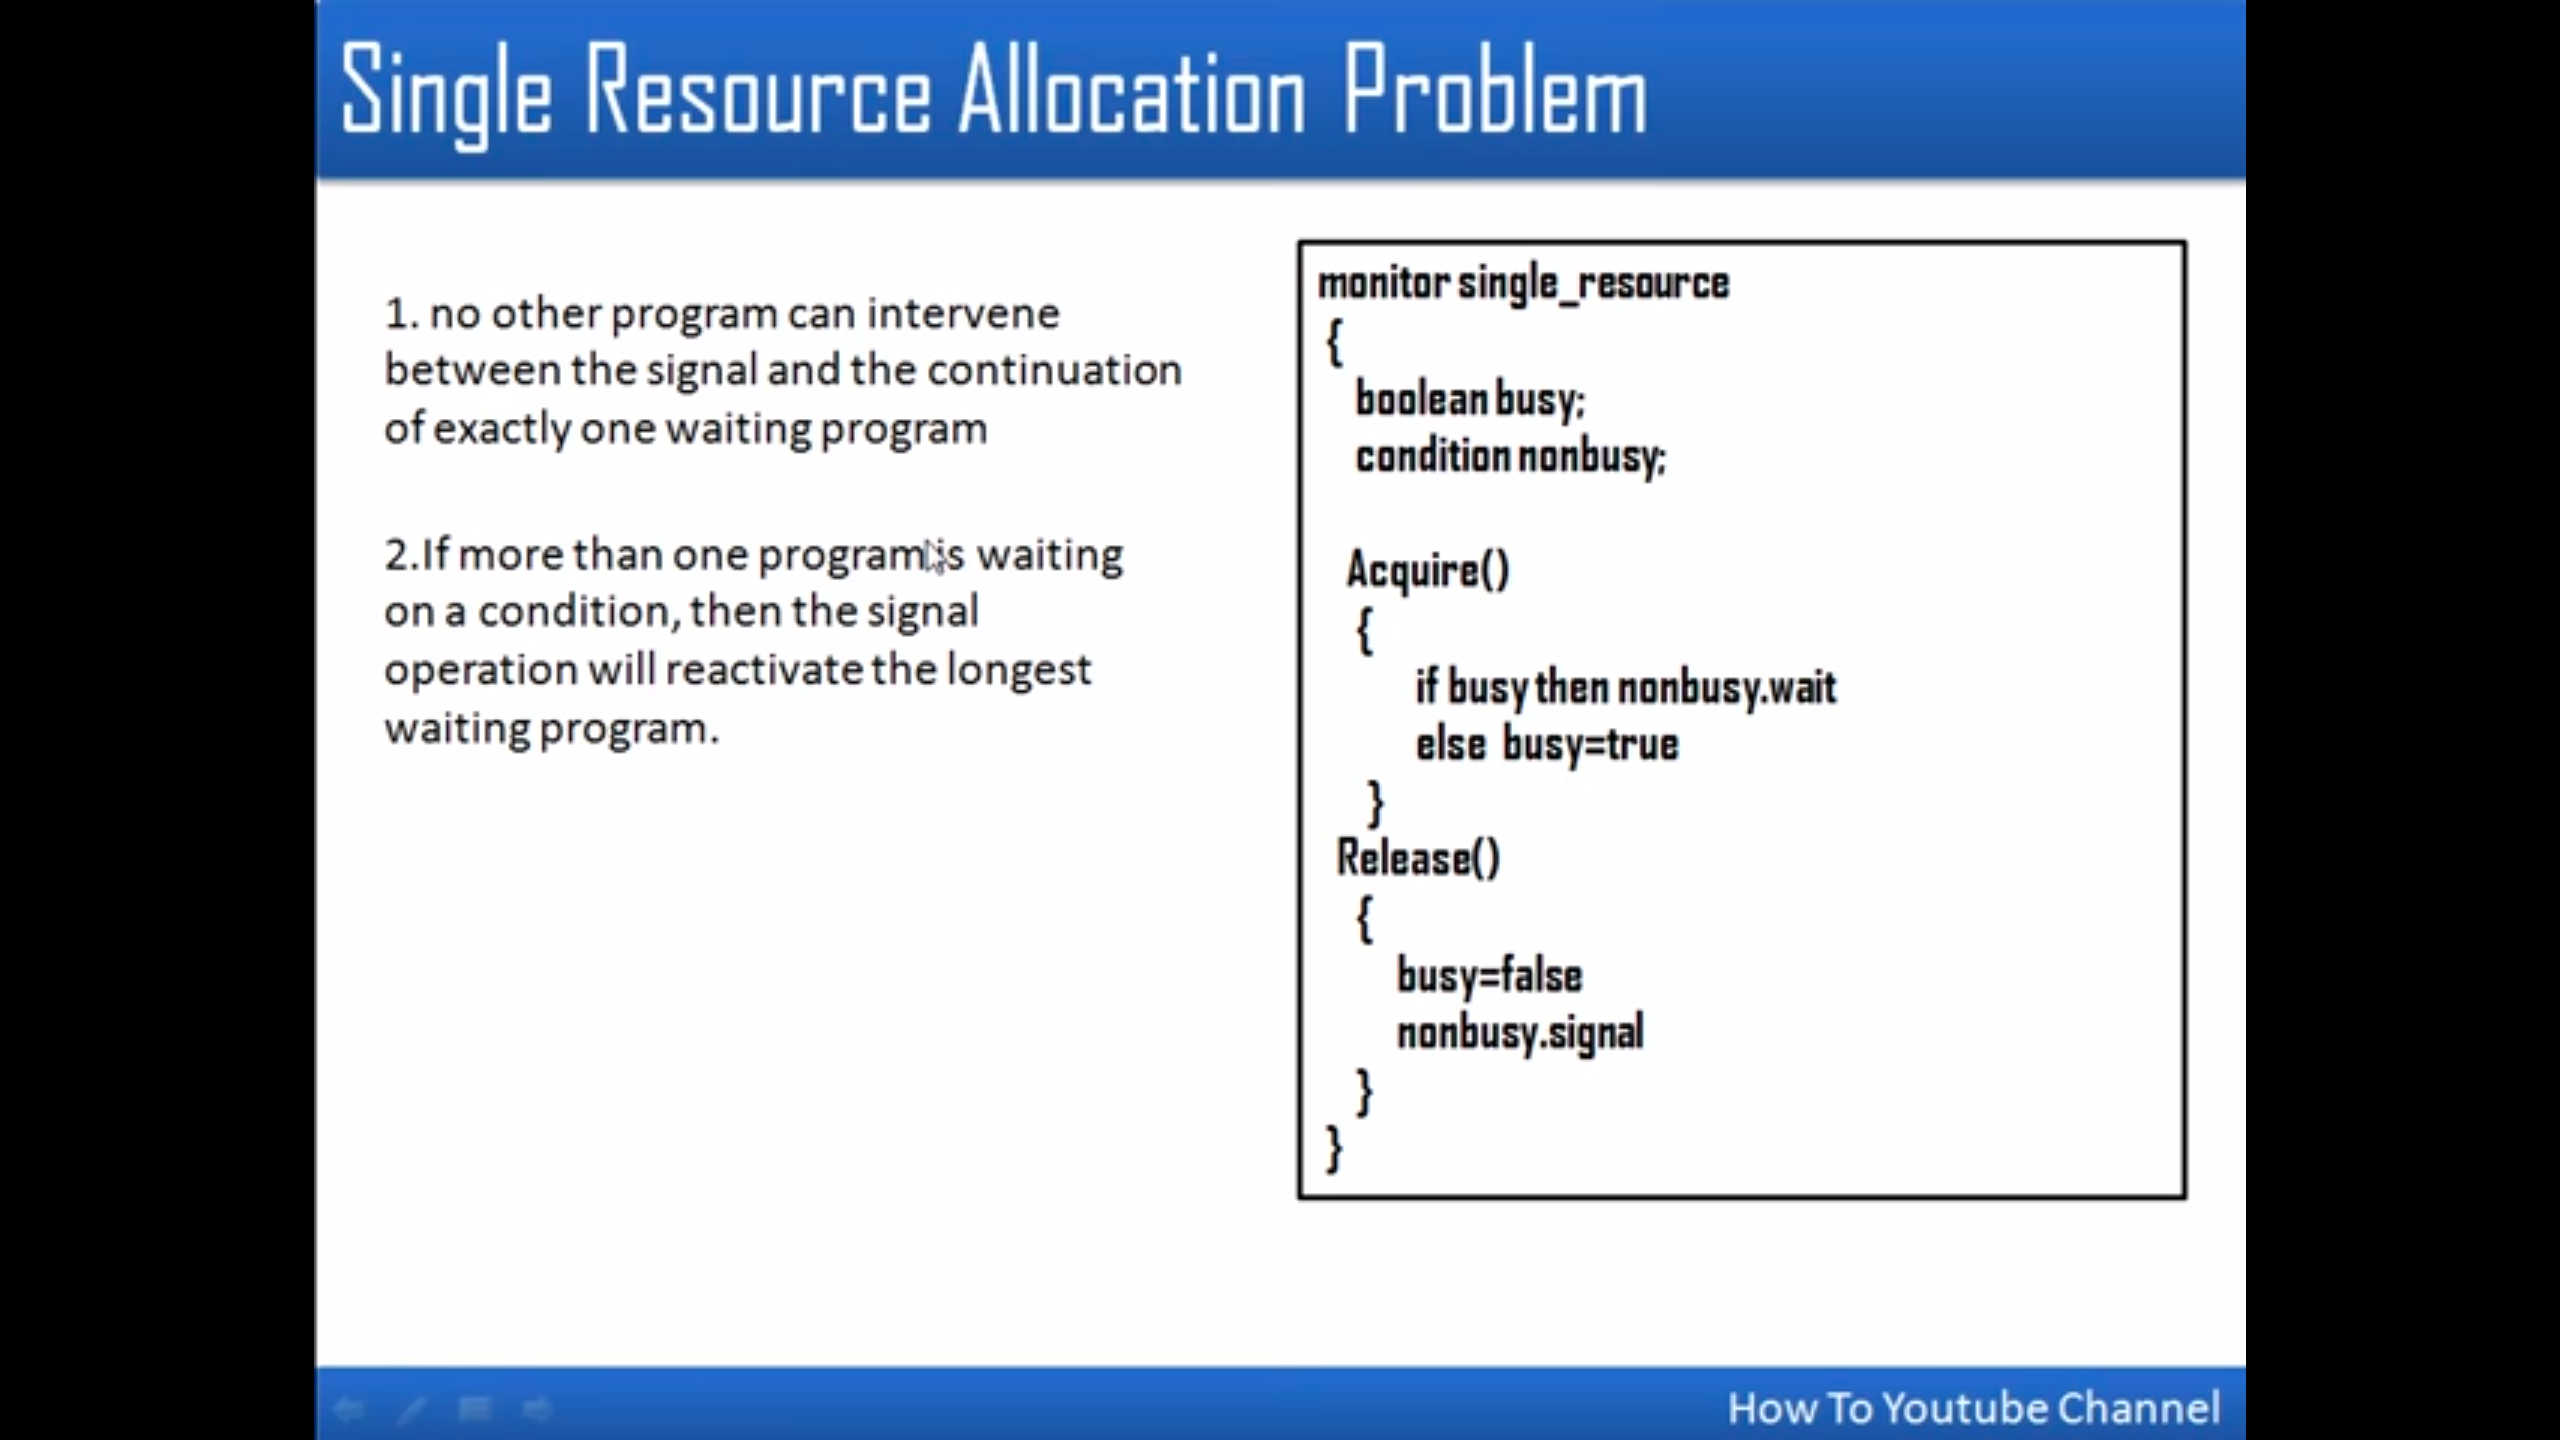 Single Resource Allocation Problem
1. no other program can intervene
between the signal and the continuation
of exactly one waiting program
2.If more than one program is waiting
on a condition, then the signal
operation will reactivate the longest
waiting program.
monitor single_resource
{
boolean busy;
condition nonbusy;
Acquire()
{
if busy then nonbusy.wait
else busy=true
}
Release()
{
busy=false
nonbusy.signal
}
}
How To Youtube Channel